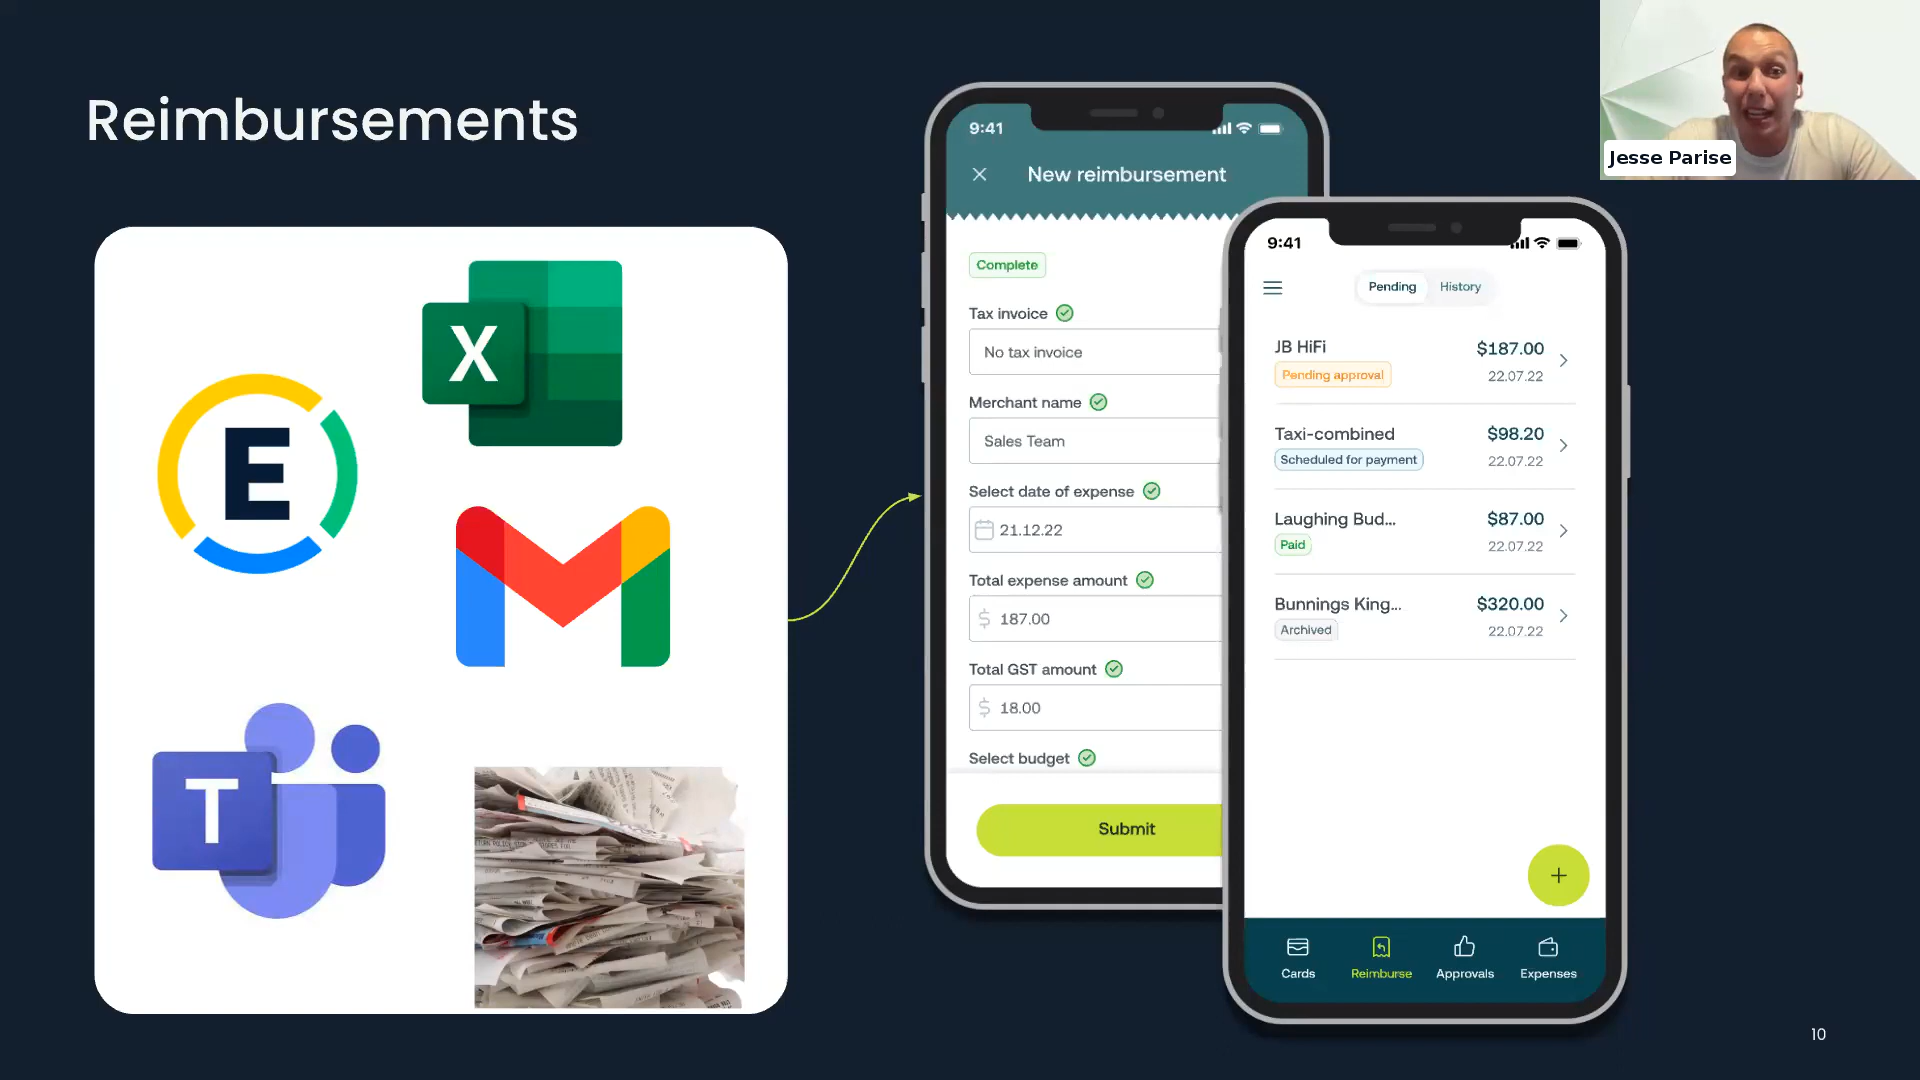 Reimbursements
X
E
T
9:41
New reimbursement
Complete
Tax invoice
No tax invoice
Merchant name
Sales Team
Select date of expense
21.12.22
Total expense amount
$ 187.00
Total GST amount
$ 18.00
Select budget
Submit
9:41
Pending History
JB HiFi $187.00
Pending approval 22.07.22
Taxi-combined $98.20
Scheduled for payment 22.07.22
Laughing Bud... $87.00
Paid 22.07.22
Bunnings King... $320.00
Archived 22.07.22
+
Cards Reimburse Approvals Expenses
Jesse Parise
10